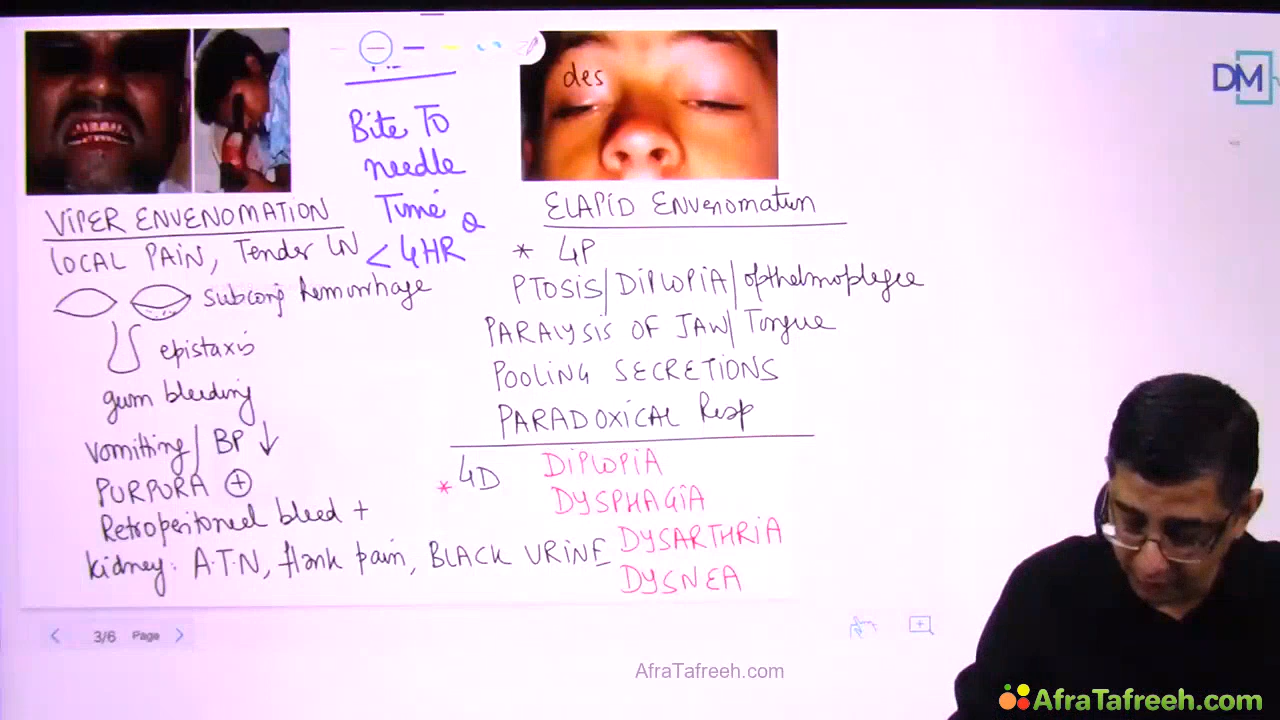 des
DM
Bite To
needle
Time
< 4HR
VIPER ENVENOMATION
LOCAL PAIN, Tender LN
subconj hemorrhage
epistaxis
gum bleeding
vomitting/ BP ↓
PURPURA ⊕
Retroperitoneal bleed +
kidney: A.T.N, flank pain, BLACK URINE
ELAPID Envenomation
* 4P
PTOSIS/DIPLOPIA/opthelmoplegee
PARALYSIS OF JAW/ Tongue
POOLING SECRETIONS
PARADOXICAL Resp
* 4D DIPLOPIA
DYSPHAGIA
DYSARTHRIA
DYSNEA
3/6 Page
AfraTafreeh.com
AfraTafreeh.com